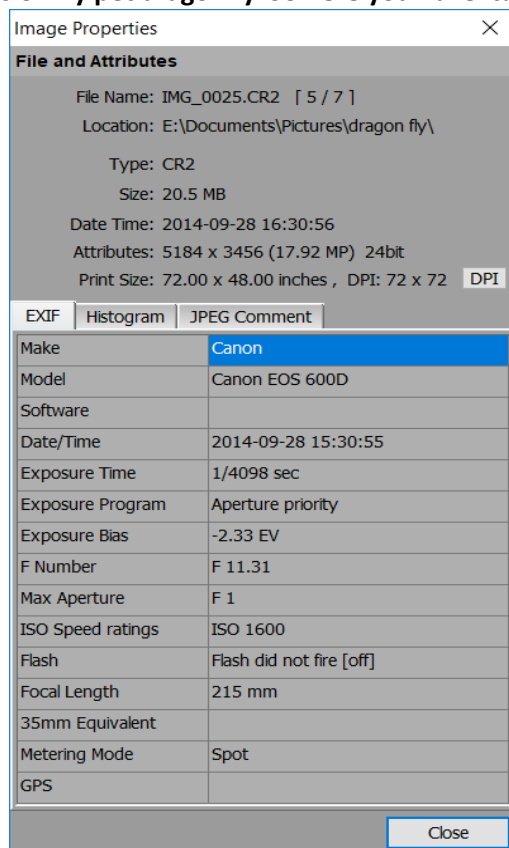 Image Properties
File and Attributes
File Name: IMG_0025.CR2 [ 5 / 7 ]
Location: E:\Documents\Pictures\dragon fly\
Type: CR2
Size: 20.5 MB
Date Time: 2014-09-28 16:30:56
Attributes: 5184 x 3456 (17.92 MP) 24bit
Print Size: 72.00 x 48.00 inches , DPI: 72 x 72 DPI
EXIF Histogram JPEG Comment
Make Canon
Model Canon EOS 600D
Software
Date/Time 2014-09-28 15:30:55
Exposure Time 1/4098 sec
Exposure Program Aperture priority
Exposure Bias -2.33 EV
F Number F 11.31
Max Aperture F 1
ISO Speed ratings ISO 1600
Flash Flash did not fire [off]
Focal Length 215 mm
35mm Equivalent
Metering Mode Spot
GPS
Close